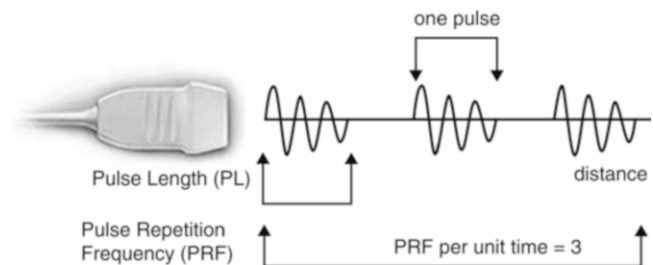 one pulse
Pulse Length (PL)
distance
Pulse Repetition
Frequency (PRF)
PRF per unit time = 3